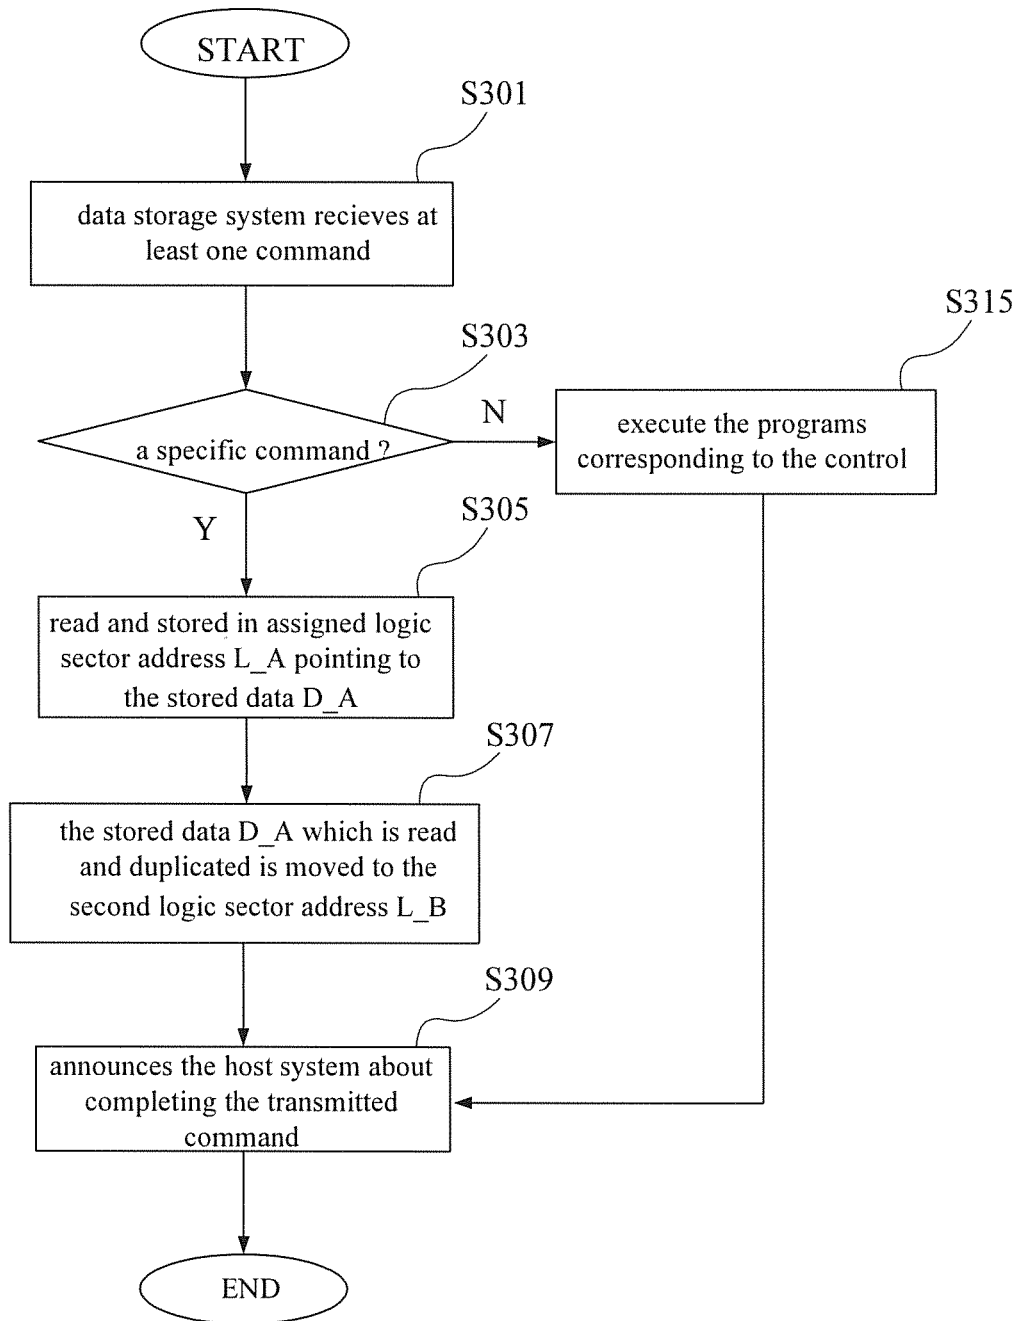 START
S301
data storage system recieves at
least one command
S303
a specific command ?
N
S315
execute the programs
corresponding to the control
Y
S305
read and stored in assigned logic
sector address L_A pointing to
the stored data D_A
S307
the stored data D_A which is read
and duplicated is moved to the
second logic sector address L_B
S309
announces the host system about
completing the transmitted
command
END